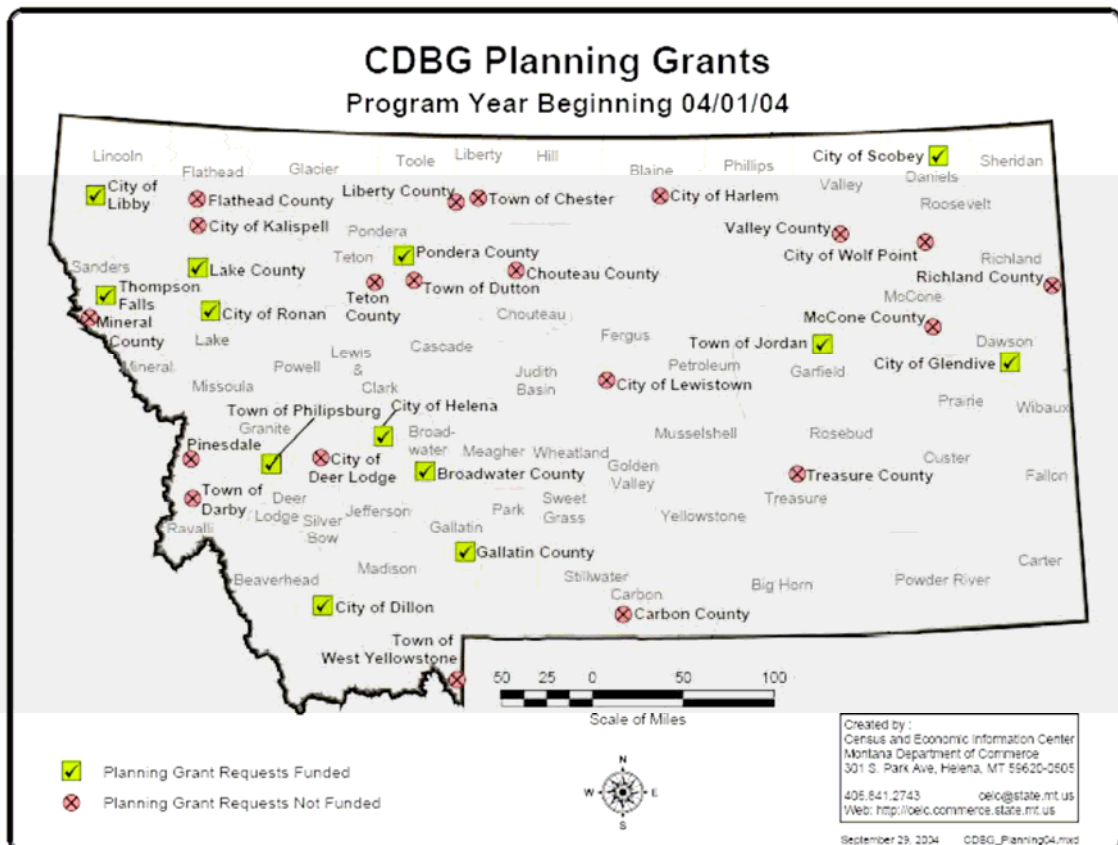 CDBG Planning Grants
Program Year Beginning 04/01/04
Lincoln
Flathead
Glacier
Toole
Liberty
Hill
Blaine
Phillips
City of Scobey
Valley
Daniels
Sheridan
City of
Libby
Flathead County
Liberty County
Town of Chester
City of Harlem
Roosevelt
City of Kalispell
Pondera
Valley County
City of Wolf Point
Sanders
Lake County
Teton
Pondera County
Chouteau County
Richland
Richland County
Thompson
Falls
Teton
County
Town of Dutton
McCone
Mineral
County
City of Ronan
Chouteau
McCone County
Lake
Cascade
Fergus
Town of Jordan
Dawson
Mineral
Powell
Lewis
&
Clark
Judith
Basin
Petroleum
Garfield
City of Glendive
Missoula
City of Lewistown
Prairie
Wibaux
Town of Philipsburg
City of Helena
Granite
Broad-
water
Meagher
Wheatland
Musselshell
Rosebud
Pinesdale
City of
Deer Lodge
Broadwater County
Golden
Valley
Treasure County
Custer
Fallon
Town of
Darby
Deer
Lodge
Silver
Bow
Jefferson
Park
Sweet
Grass
Treasure
Ravalli
Gallatin
Yellowstone
Gallatin County
Madison
Beaverhead
Stillwater
Carbon
Big Horn
Powder River
Carter
City of Dillon
Carbon County
Town of
West Yellowstone
50 25 0 50 100
Scale of Miles
Planning Grant Requests Funded
Planning Grant Requests Not Funded
N
W E
S
Created by :
Census and Economic Information Center
Montana Department of Commerce
301 S. Park Ave, Helena, MT 59620-0505
406.841.2743 ceic@state.mt.us
Web: http://ceic.commerce.state.mt.us
September 29, 2004 CDBG_Planning04.mxd